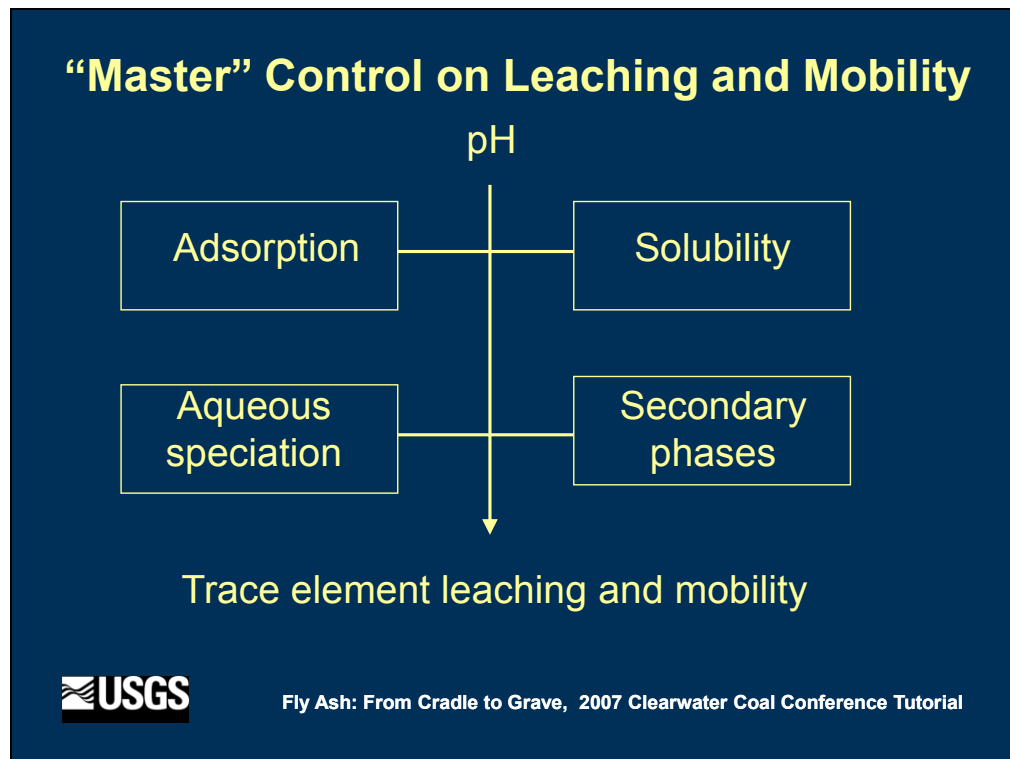 “Master” Control on Leaching and Mobility
pH
Adsorption
Solubility
Aqueous
speciation
Secondary
phases
Trace element leaching and mobility
USGS
Fly Ash: From Cradle to Grave, 2007 Clearwater Coal Conference Tutorial